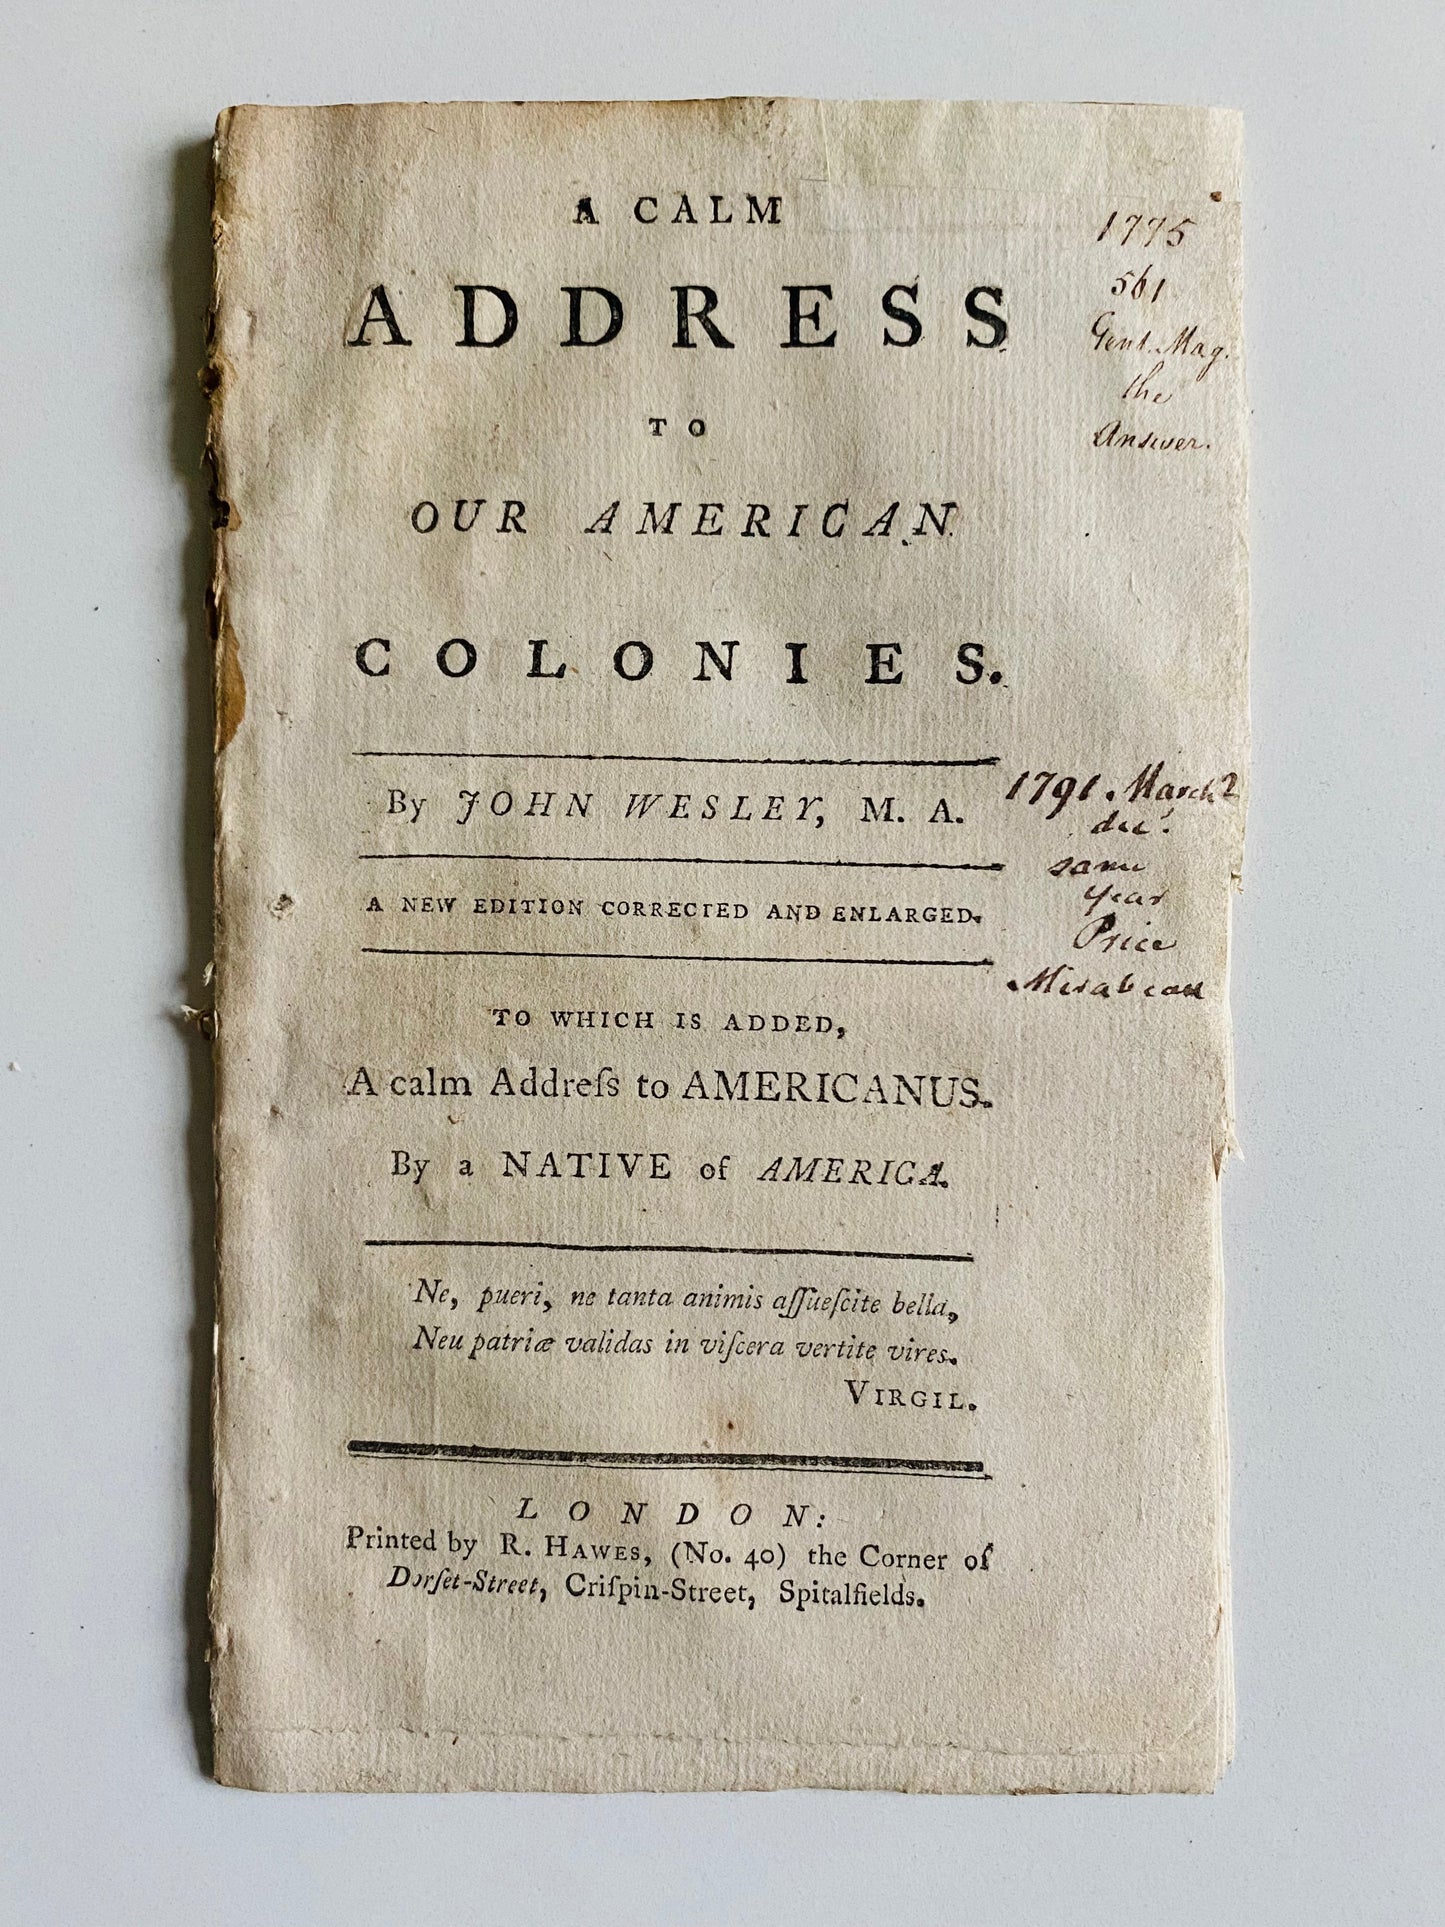 A CALM
ADDRESS
TO
OUR AMERICAN
COLONIES.
By JOHN WESLEY, M. A.
A NEW EDITION CORRECTED AND ENLARGED.
TO WHICH IS ADDED,
A calm Addreſs to AMERICANUS.
By a NATIVE of AMERICA.
Ne, pueri, ne tanta animis aſſueſcite bella,
Neu patriæ validas in viſcera vertite vires.
VIRGIL.
LONDON:
Printed by R. HAWES, (No. 40) the Corner of
Dorſet-Street, Criſpin-Street, Spitalfields.
1775
561
Gent. Mag.
the
Answer.
1791. March 2
died.
same
year
Price
Mirabeau